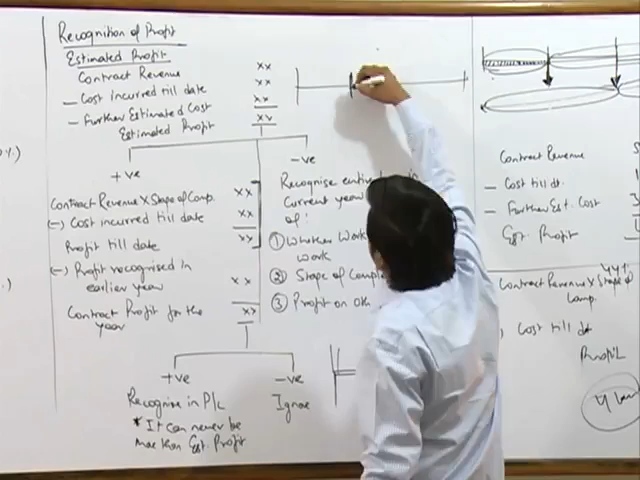 Recognition of Profit
Estimated Profit
Contract Revenue xx
- Cost incurred till date xx
- Further Estimated Cost xx
Estimated Profit xx
+ve
-ve
Contract Revenue X Stage of Comp. xx
(-) Cost incurred till date xx
Profit till date xx
(-) Profit recognised in earlier year xx
Contract Profit for the year xx
+ve
-ve
Recognise in P/L
Ignore
* It can never be
more than Est Profit
Recognise
Current year
of:
① Whether Work
work
② Stage of
③ Profit on
Contract Revenue
- Cost till dt.
- Further Est. Cost
Est. Profit
Contract Revenue X Stage of
Comp.
Cost till dt
Profit